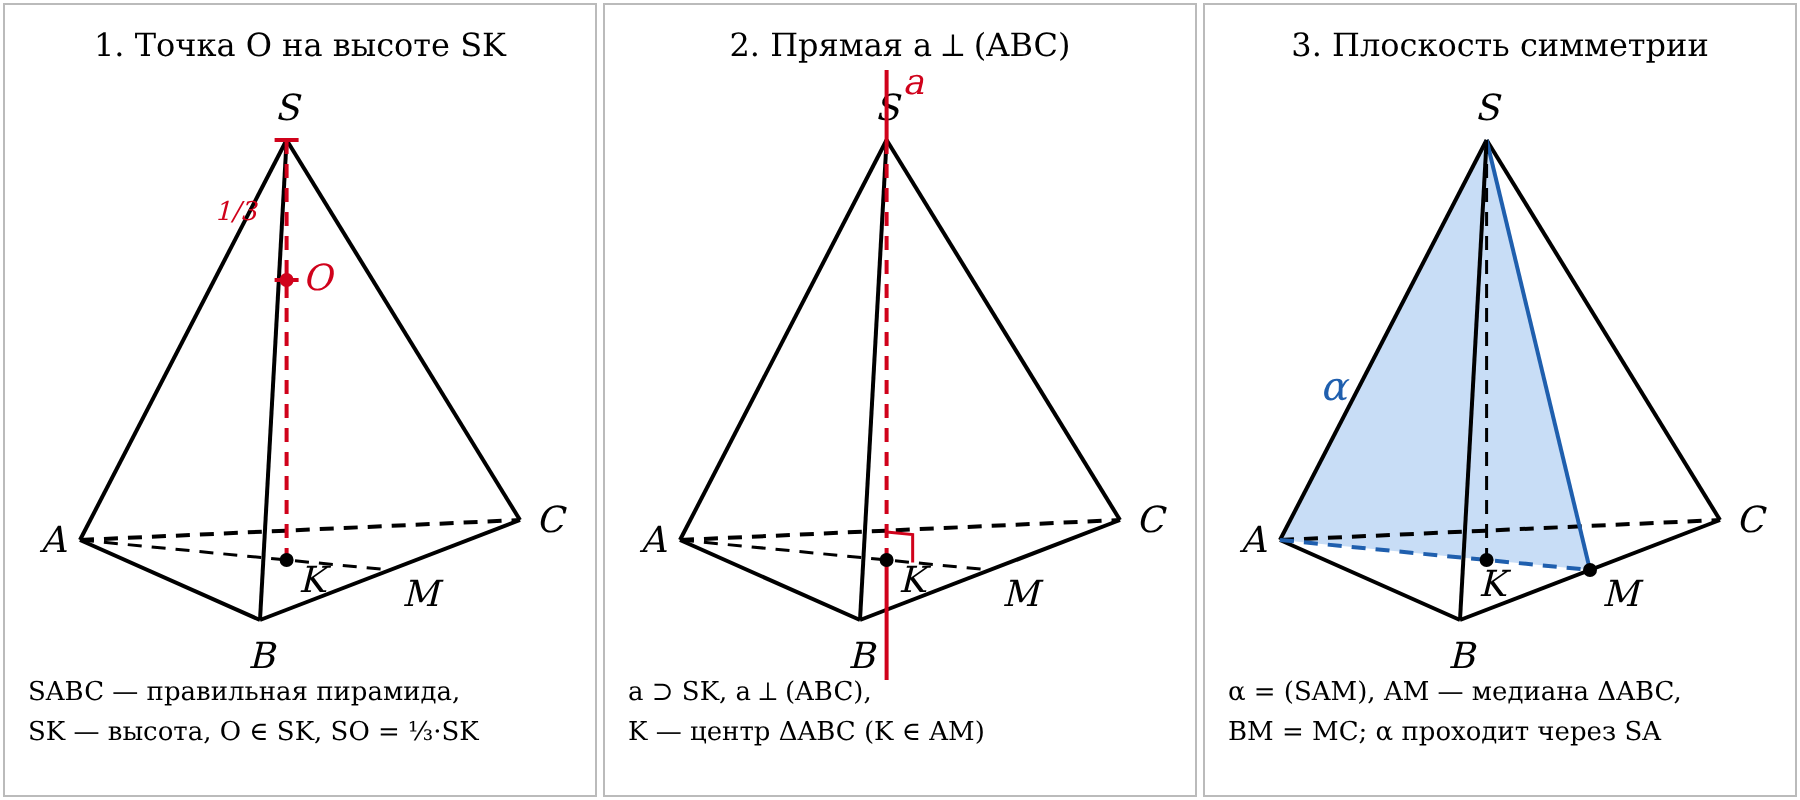 1. Точка O на высоте SK
S
1/3
O
A
C
K
M
B
SABC — правильная пирамида,
SK — высота, O ∈ SK, SO = ⅓·SK
2. Прямая a ⊥ (ABC)
a
S
A
C
K
M
B
a ⊃ SK, a ⊥ (ABC),
K — центр ΔABC (K ∈ AM)
3. Плоскость симметрии
S
α
A
C
K
M
B
α = (SAM), AM — медиана ΔABC,
BM = MC; α проходит через SA